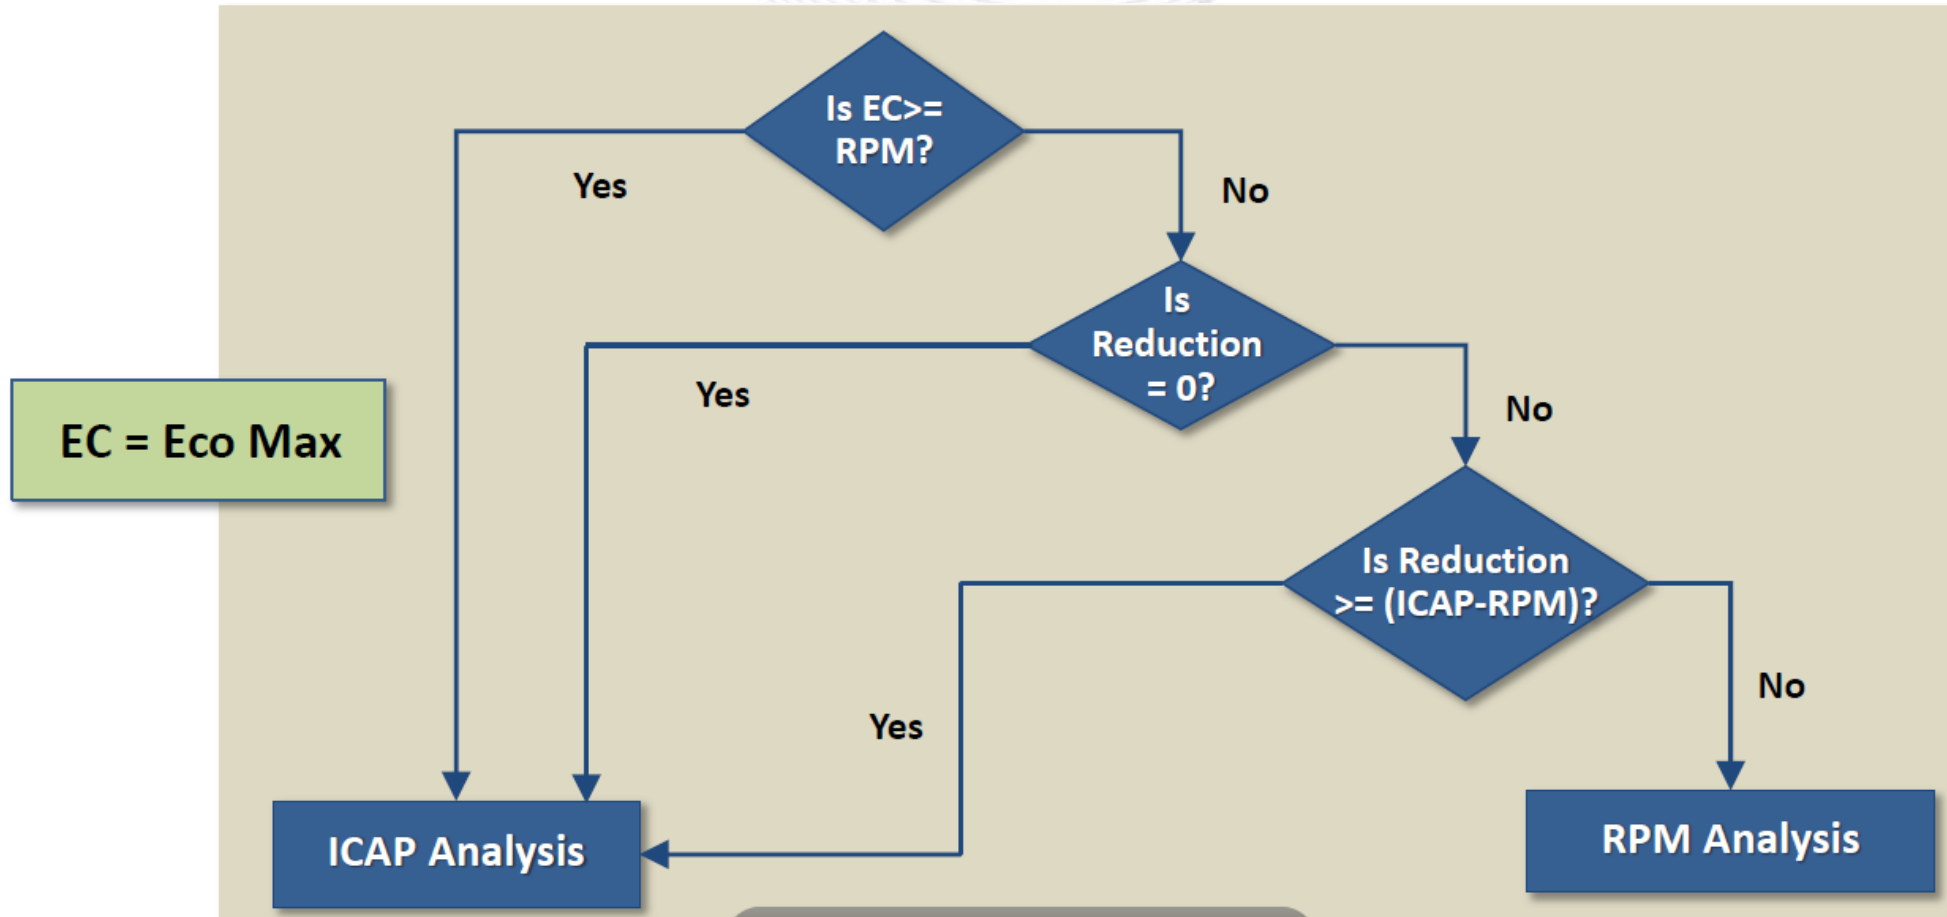 Is EC>=
RPM?
Yes
No
Is
Reduction
= 0?
Yes
No
EC = Eco Max
Is Reduction
>= (ICAP-RPM)?
Yes
No
ICAP Analysis
RPM Analysis